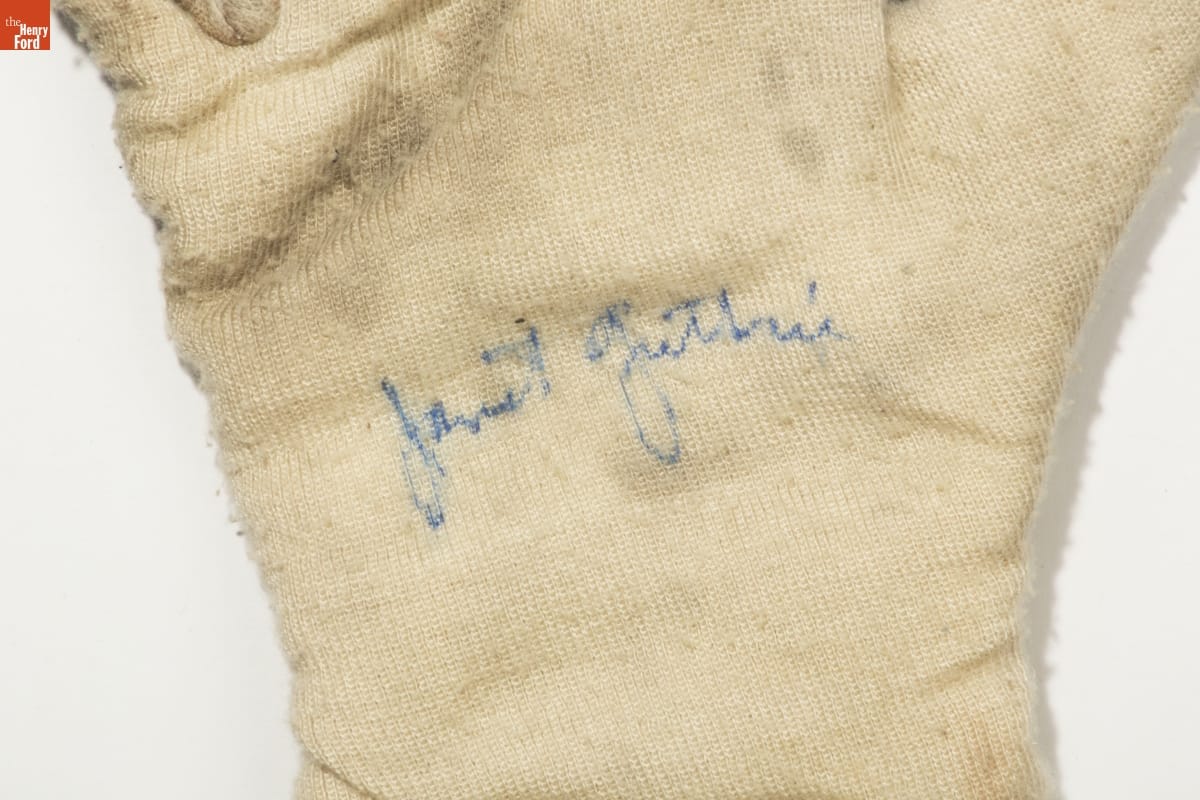 the
Henry
Ford
Janet Guthrie